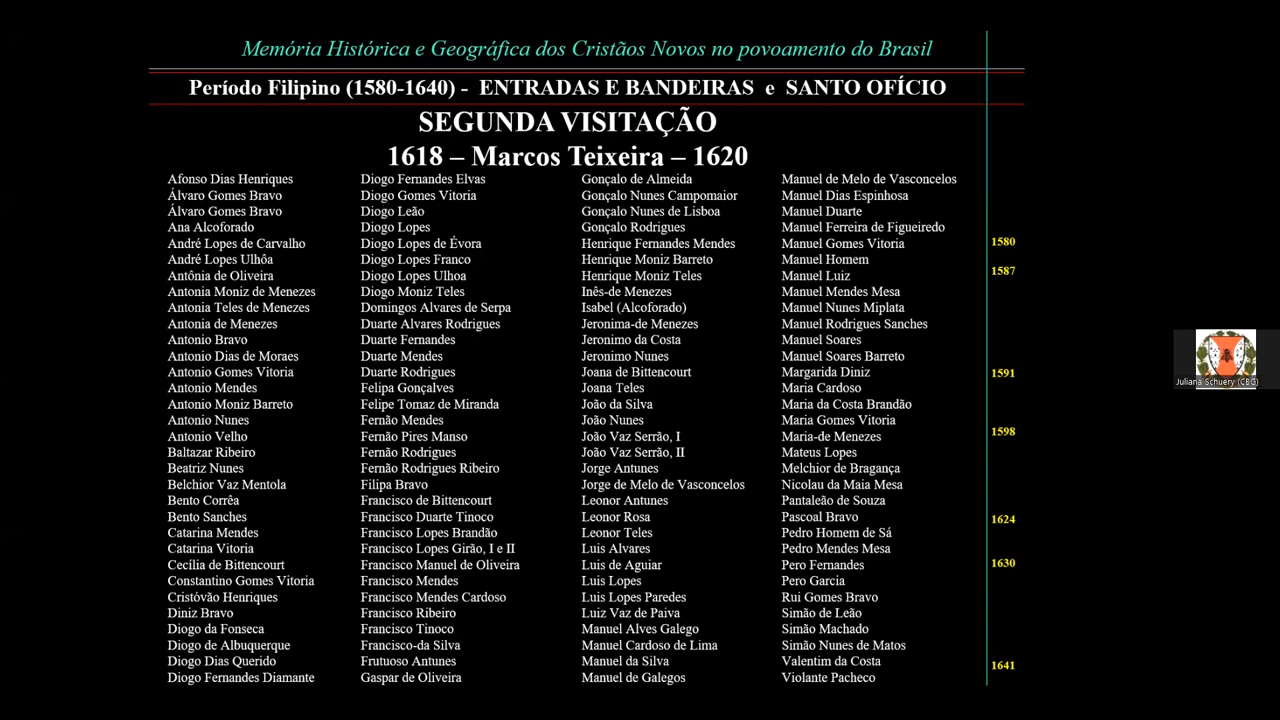 Memória Histórica e Geográfica dos Cristãos Novos no povoamento do Brasil
Período Filipino (1580-1640) - ENTRADAS E BANDEIRAS e SANTO OFÍCIO
SEGUNDA VISITAÇÃO
1618 – Marcos Teixeira – 1620
Afonso Dias Henriques
Álvaro Gomes Bravo
Álvaro Gomes Bravo
Ana Alcoforado
André Lopes de Carvalho
André Lopes Ulhôa
Antônia de Oliveira
Antonia Moniz de Menezes
Antonia Teles de Menezes
Antonia de Menezes
Antonio Bravo
Antonio Dias de Moraes
Antonio Gomes Vitoria
Antonio Mendes
Antonio Moniz Barreto
Antonio Nunes
Antonio Velho
Baltazar Ribeiro
Beatriz Nunes
Belchior Vaz Mentola
Bento Corrêa
Bento Sanches
Catarina Mendes
Catarina Vitoria
Cecília de Bittencourt
Constantino Gomes Vitoria
Cristóvão Henriques
Diniz Bravo
Diogo da Fonseca
Diogo de Albuquerque
Diogo Dias Querido
Diogo Fernandes Diamante
Diogo Fernandes Elvas
Diogo Gomes Vitoria
Diogo Leão
Diogo Lopes
Diogo Lopes de Évora
Diogo Lopes Franco
Diogo Lopes Ulhoa
Diogo Moniz Teles
Domingos Alvares de Serpa
Duarte Alvares Rodrigues
Duarte Fernandes
Duarte Mendes
Duarte Rodrigues
Felipa Gonçalves
Felipe Tomaz de Miranda
Fernão Mendes
Fernão Pires Manso
Fernão Rodrigues
Fernão Rodrigues Ribeiro
Filipa Bravo
Francisco de Bittencourt
Francisco Duarte Tinoco
Francisco Lopes Brandão
Francisco Lopes Girão, I e II
Francisco Manuel de Oliveira
Francisco Mendes
Francisco Mendes Cardoso
Francisco Ribeiro
Francisco Tinoco
Francisco-da Silva
Frutuoso Antunes
Gaspar de Oliveira
Gonçalo de Almeida
Gonçalo Nunes Campomaior
Gonçalo Nunes de Lisboa
Gonçalo Rodrigues
Henrique Fernandes Mendes
Henrique Moniz Barreto
Henrique Moniz Teles
Inês-de Menezes
Isabel (Alcoforado)
Jeronima-de Menezes
Jeronimo da Costa
Jeronimo Nunes
Joana de Bittencourt
Joana Teles
João da Silva
João Nunes
João Vaz Serrão, I
João Vaz Serrão, II
Jorge Antunes
Jorge de Melo de Vasconcelos
Leonor Antunes
Leonor Rosa
Leonor Teles
Luis Alvares
Luis de Aguiar
Luis Lopes
Luis Lopes Paredes
Luiz Vaz de Paiva
Manuel Alves Galego
Manuel Cardoso de Lima
Manuel da Silva
Manuel de Galegos
Manuel de Melo de Vasconcelos
Manuel Dias Espinhosa
Manuel Duarte
Manuel Ferreira de Figueiredo
Manuel Gomes Vitoria
Manuel Homem
Manuel Luiz
Manuel Mendes Mesa
Manuel Nunes Miplata
Manuel Rodrigues Sanches
Manuel Soares
Manuel Soares Barreto
Margarida Diniz
Maria Cardoso
Maria da Costa Brandão
Maria Gomes Vitoria
Maria-de Menezes
Mateus Lopes
Melchior de Bragança
Nicolau da Maia Mesa
Pantaleão de Souza
Pascoal Bravo
Pedro Homem de Sá
Pedro Mendes Mesa
Pero Fernandes
Pero Garcia
Rui Gomes Bravo
Simão de Leão
Simão Machado
Simão Nunes de Matos
Valentim da Costa
Violante Pacheco
1580
1587
1591
1598
1624
1630
1641
Juliana Schuery (CBG)